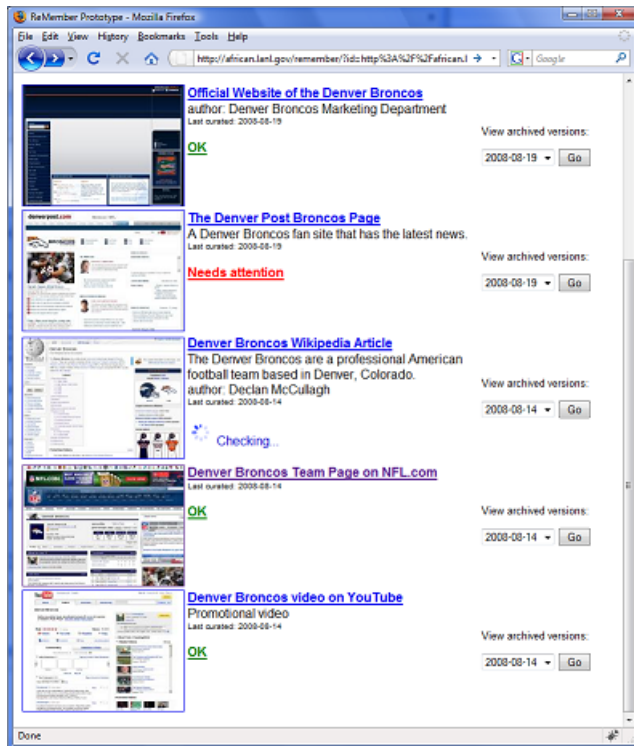 ReMember Prototype - Mozilla Firefox
File Edit View History Bookmarks Tools Help
http://african.lanl.gov/remember/?id=http%3A%2F%2Fafrican.l
Google
Official Website of the Denver Broncos
author: Denver Broncos Marketing Department
Last curated: 2008-08-19
OK
View archived versions:
2008-08-19 Go
denverpost.com
The Denver Post Broncos Page
A Denver Broncos fan site that has the latest news.
Last curated: 2008-08-19
Needs attention
View archived versions:
2008-08-19 Go
Denver Broncos Wikipedia Article
The Denver Broncos are a professional American
football team based in Denver, Colorado.
author: Declan McCullagh
Last curated: 2008-08-14
Checking...
View archived versions:
2008-08-14 Go
Denver Broncos Team Page on NFL.com
Last curated: 2008-08-14
OK
View archived versions:
2008-08-14 Go
Denver Broncos video on YouTube
Promotional video
Last curated: 2008-08-14
OK
View archived versions:
2008-08-14 Go
Done